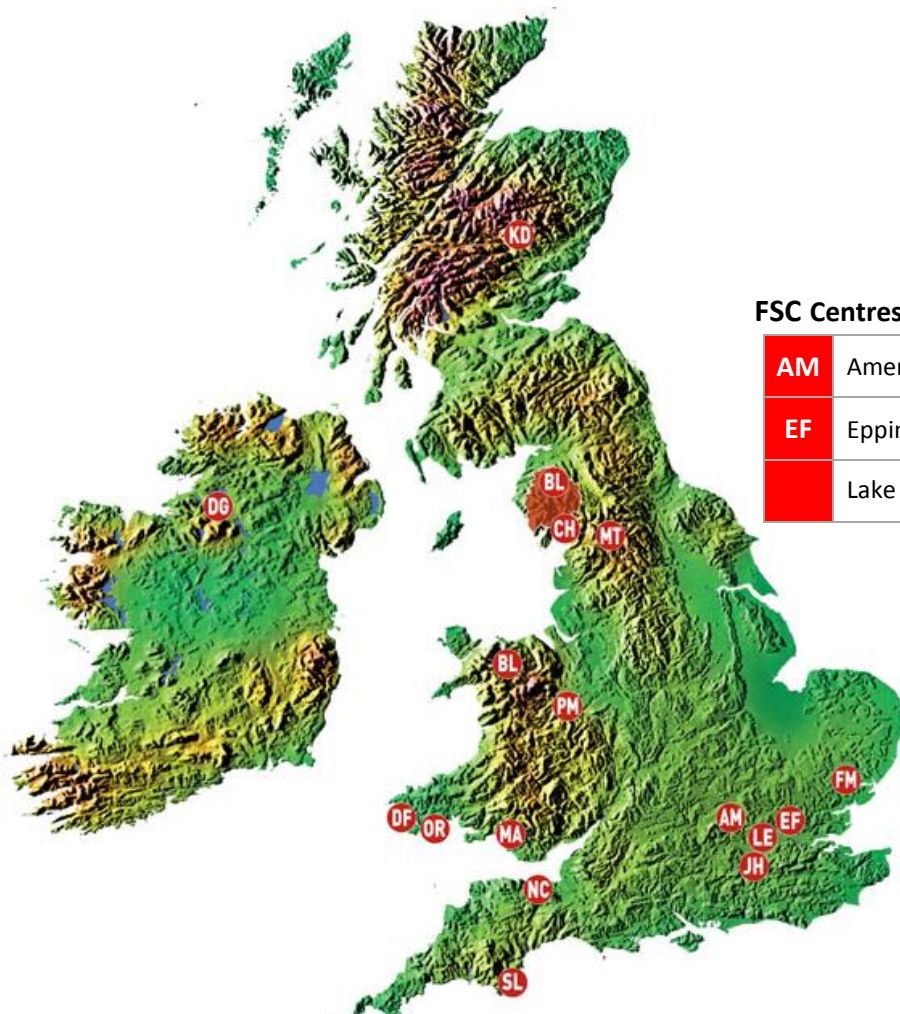 KD
FSC Centres
AM Amer
EF Eppin
Lake
BL
DG
CH
MT
BL
PM
FM
DF
OR
MA
AM
EF
LE
JH
NC
SL